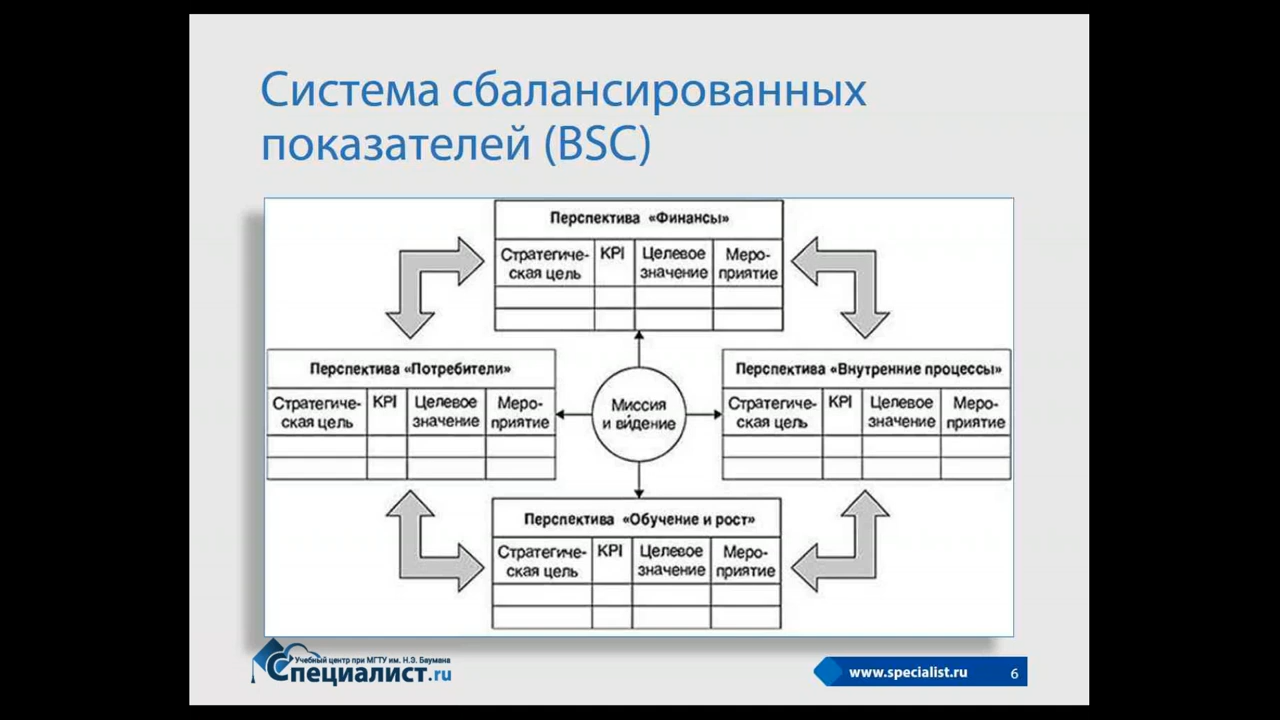 Система сбалансированных
показателей (BSC)
Перспектива «Финансы»
Стратегиче-
ская цель
KPI
Целевое
значение
Меро-
приятие
Перспектива «Потребители»
Стратегиче-
ская цель
KPI
Целевое
значение
Меро-
приятие
Миссия
и ви́дение
Перспектива «Внутренние процессы»
Стратегиче-
ская цель
KPI
Целевое
значение
Меро-
приятие
Перспектива «Обучение и рост»
Стратегиче-
ская цель
KPI
Целевое
значение
Меро-
приятие
Учебный центр при МГТУ им. Н.Э. Баумана
Специалист.ru
www.specialist.ru
6